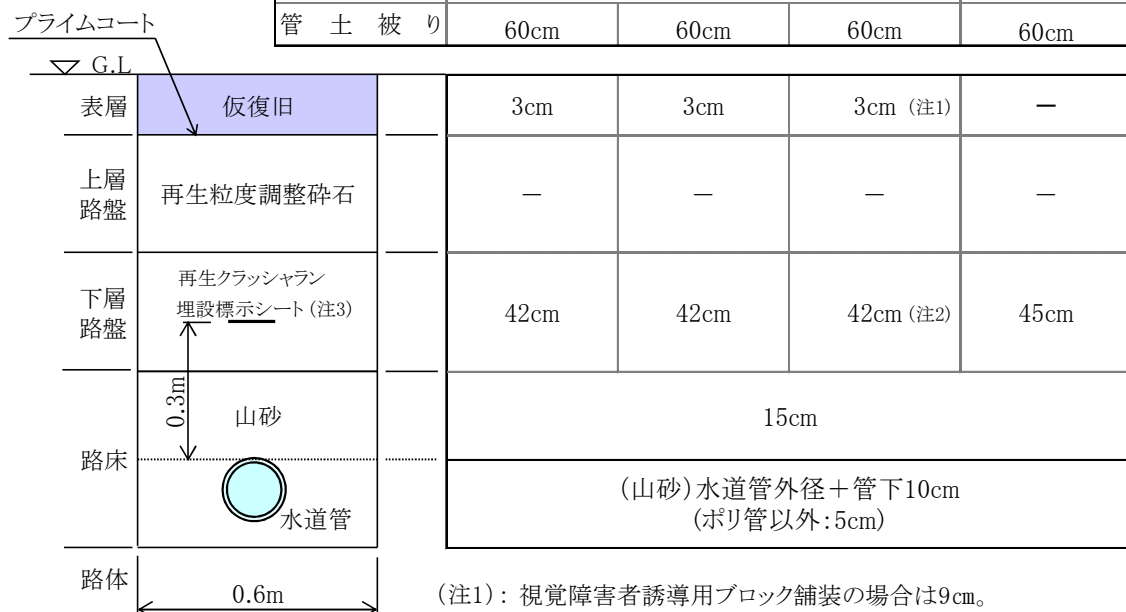 プライムコート
管 土 被 り 60cm 60cm 60cm 60cm
G.L
表層 仮復旧 3cm 3cm 3cm (注1) ー
上層
路盤 再生粒度調整砕石 － － － －
再生クラッシャラン
下層
路盤 埋設標示シート(注3) 42cm 42cm 42cm (注2) 45cm
0.3m
山砂 15cm
路床
水道管
(山砂)水道管外径＋管下10cm
(ポリ管以外:5cm)
路体 0.6m
(注1): 視覚障害者誘導用ブロック舗装の場合は9㎝。